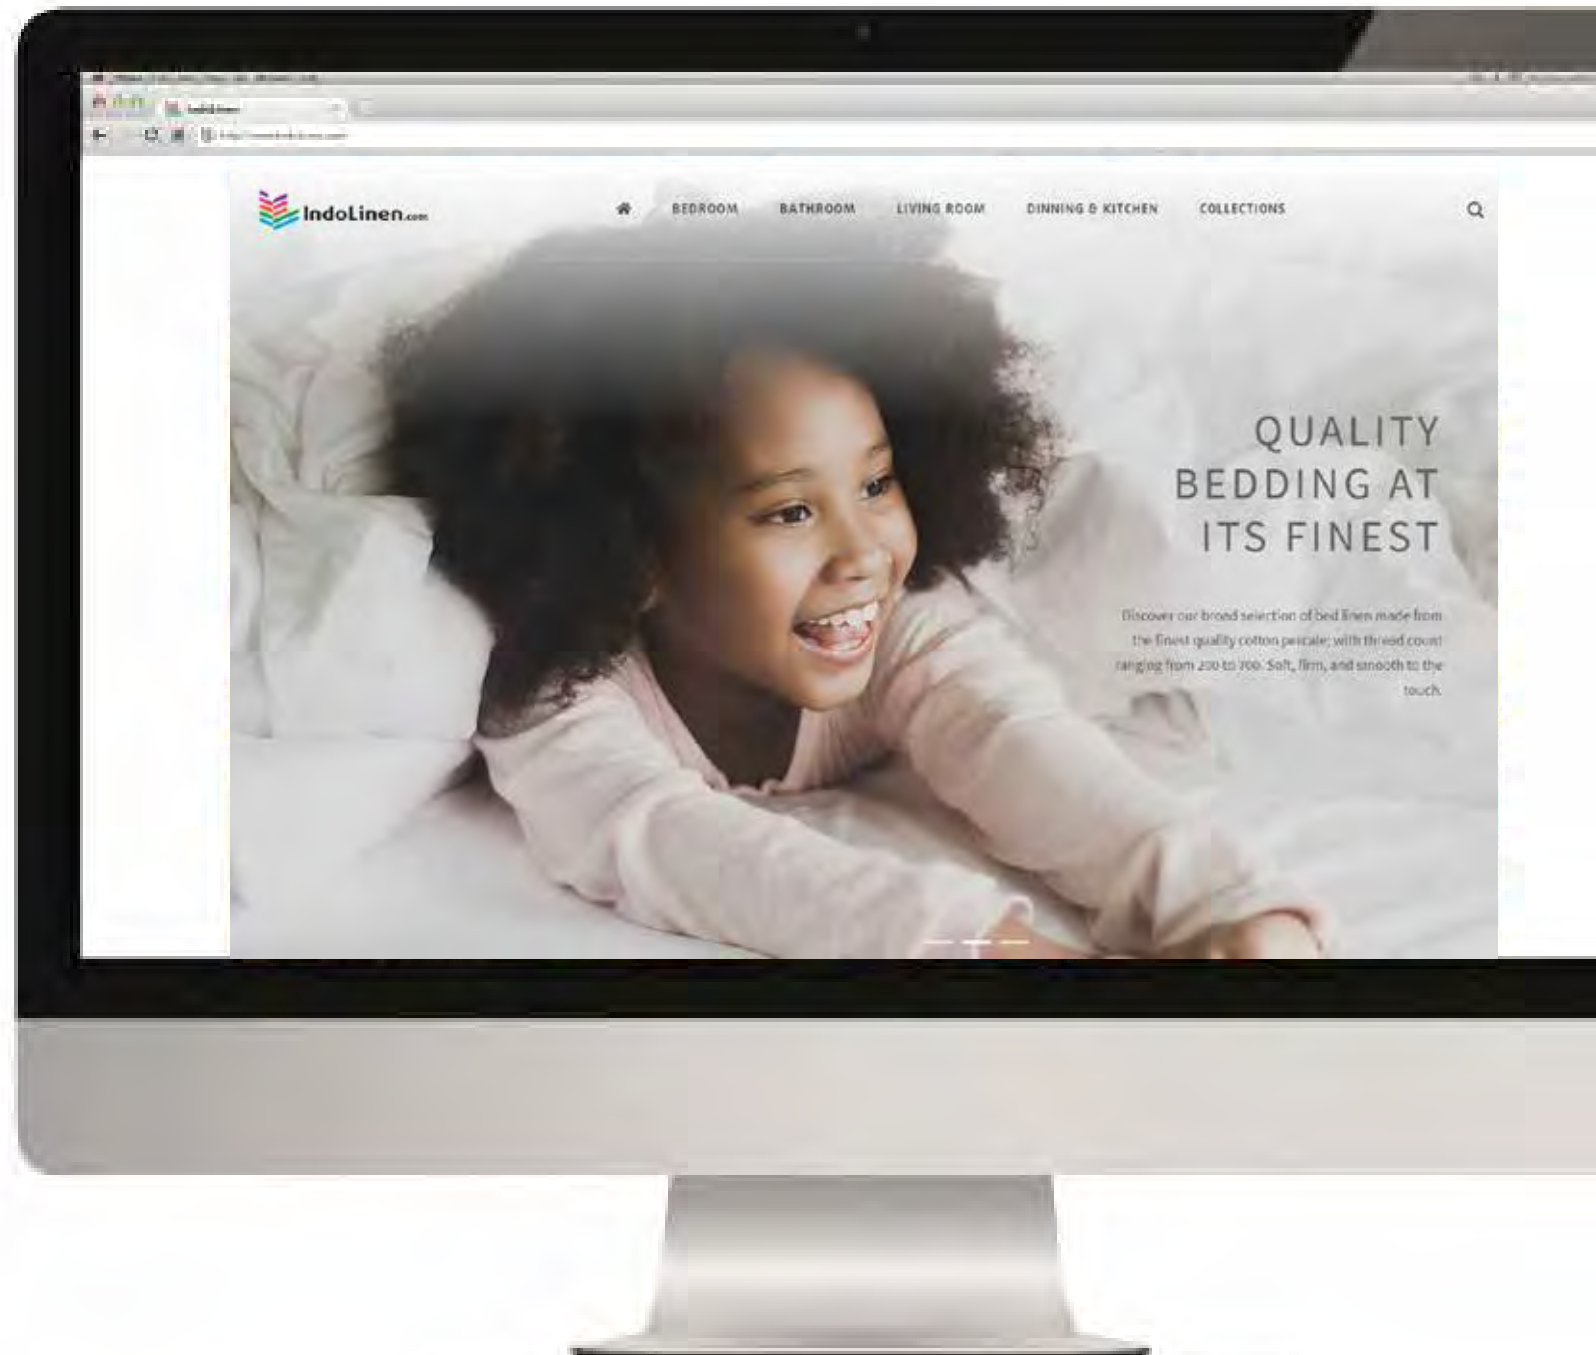 IndoLinen
IndoLinen.com
BEDROOM BATHROOM LIVING ROOM DINNING & KITCHEN COLLECTIONS
QUALITY
BEDDING AT
ITS FINEST
Discover our broad selection of bed linen made from
the finest quality cotton percale; with thread count
ranging from 200 to 700. Soft, firm, and smooth to the
touch.